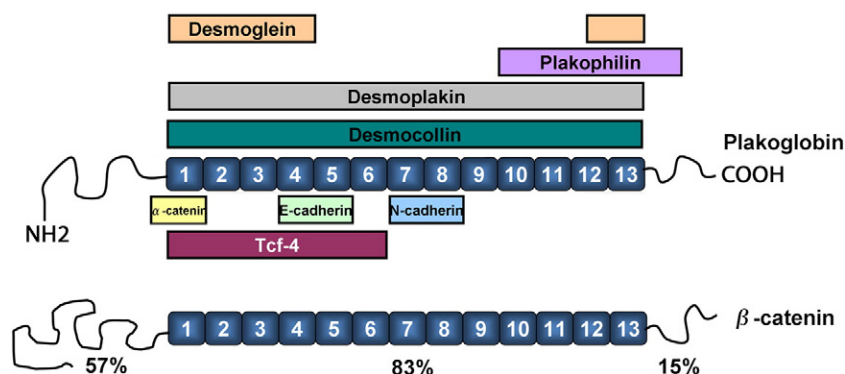 Desmoglein
Plakophilin
Desmoplakin
Desmocollin
Plakoglobin
1 2 3 4 5 6 7 8 9 10 11 12 13
COOH
NH2
α-catenin E-cadherin N-cadherin
Tcf-4
1 2 3 4 5 6 7 8 9 10 11 12 13
β-catenin
57% 83% 15%